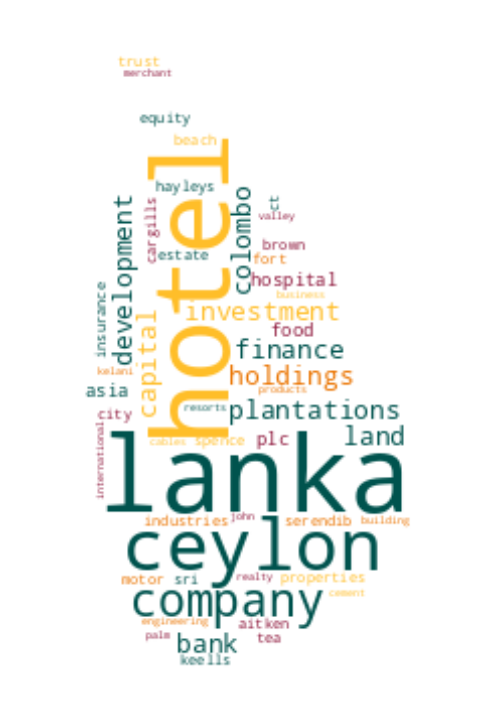 trust
merchant
equity
beach
hayleys
hotel
colombo
development
cargills
ct
valley
brown
estate
fort
hospital
insurance
business
investment
capital
food
finance
kelani
holdings
asia
products
resorts
plantations
city
international
land
cables
spence
plc
lanka
industries
john
serendib
building
ceylon
motor
sri
realty
properties
company
cement
engineering
aitken
palm
bank
tea
keells